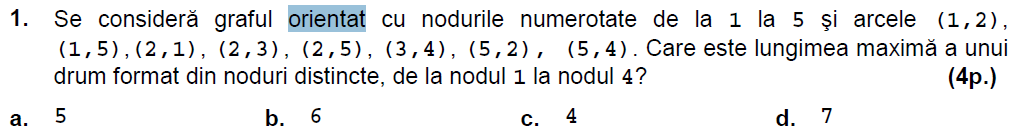 1. Se consideră graful orientat cu nodurile numerotate de la 1 la 5 şi arcele (1,2),
(1,5),(2,1), (2,3), (2,5), (3,4), (5,2), (5,4). Care este lungimea maximă a unui
drum format din noduri distincte, de la nodul 1 la nodul 4? (4p.)
a. 5 b. 6 c. 4 d. 7